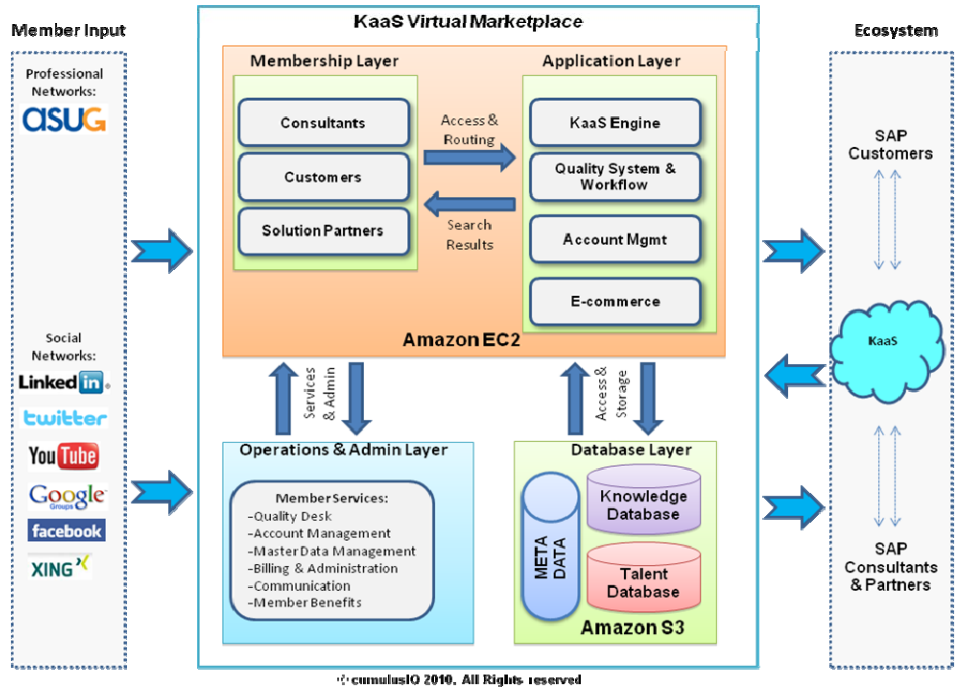 KaaS Virtual Marketplace
Member Input
Professional
Networks:
ASUG
Social
Networks:
Linked in
twitter
YouTube
Google
Groups
facebook
XING
Membership Layer
Consultants
Customers
Solution Partners
Access &
Routing
Search
Results
Application Layer
KaaS Engine
Quality System &
Workflow
Account Mgmt
E-commerce
Amazon EC2
Services
& Admin
Access &
Storage
Operations & Admin Layer
Member Services:
-Quality Desk
-Account Management
-Master Data Management
-Billing & Administration
-Communication
-Member Benefits
Database Layer
META
DATA
Knowledge
Database
Talent
Database
Amazon S3
Ecosystem
SAP
Customers
KaaS
SAP
Consultants
& Partners
cumulusIQ 2010, All Rights reserved